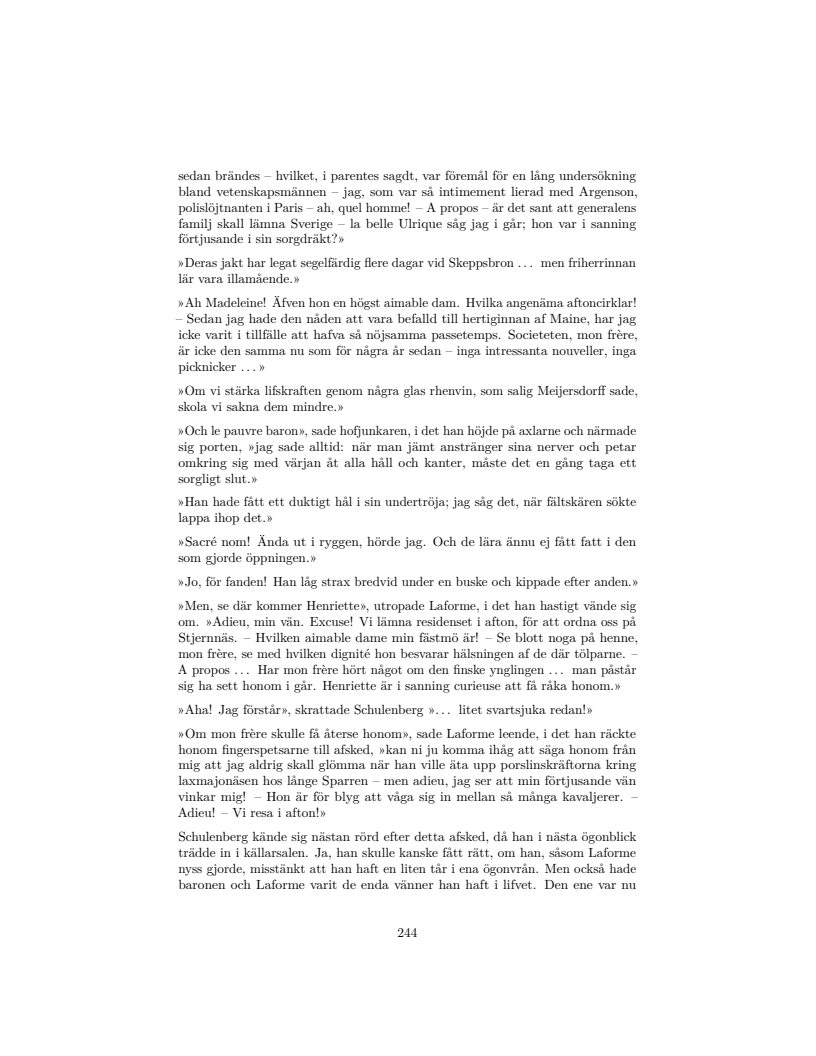 sedan brändes – hvilket, i parentes sagdt, var föremål för en lång undersökning
bland vetenskapsmännen – jag, som var så intimement lierad med Argenson,
polislöjtnanten i Paris – ah, quel homme! – A propos – är det sant att generalens
familj skall lämna Sverige – la belle Ulrique såg jag i går; hon var i sanning
förtjusande i sin sorgdräkt?»
»Deras jakt har legat segelfärdig flere dagar vid Skeppsbron ... men friherrinnan
lär vara illamående.»
»Ah Madeleine! Äfven hon en högst aimable dam. Hvilka angenäma aftoncirklar!
– Sedan jag hade den nåden att vara befalld till hertiginnan af Maine, har jag
icke varit i tillfälle att hafva så nöjsamma passetemps. Societeten, mon frère,
är icke den samma nu som för några år sedan – inga intressanta nouveller, inga
picknicker ... »
»Om vi stärka lifskraften genom några glas rhenvin, som salig Meijersdorff sade,
skola vi sakna dem mindre.»
»Och le pauvre baron», sade hofjunkaren, i det han höjde på axlarne och närmade
sig porten, »jag sade alltid: när man jämt anstränger sina nerver och petar
omkring sig med värjan åt alla håll och kanter, måste det en gång taga ett
sorgligt slut.»
»Han hade fått ett duktigt hål i sin undertröja; jag såg det, när fältskären sökte
lappa ihop det.»
»Sacré nom! Ända ut i ryggen, hörde jag. Och de lära ännu ej fått fatt i den
som gjorde öppningen.»
»Jo, för fanden! Han låg strax bredvid under en buske och kippade efter anden.»
»Men, se där kommer Henriette», utropade Laforme, i det han hastigt vände sig
om. »Adieu, min vän. Excuse! Vi lämna residenset i afton, för att ordna oss på
Stjernnäs. – Hvilken aimable dame min fästmö är! – Se blott noga på henne,
mon frère, se med hvilken dignité hon besvarar hälsningen af de där tölparne. –
A propos ... Har mon frère hört något om den finske ynglingen ... man påstår
sig ha sett honom i går. Henriette är i sanning curieuse att få råka honom.»
»Aha! Jag förstår», skrattade Schulenberg »... litet svartsjuka redan!»
»Om mon frère skulle få återse honom», sade Laforme leende, i det han räckte
honom fingerspetsarne till afsked, »kan ni ju komma ihåg att säga honom från
mig att jag aldrig skall glömma när han ville äta upp porslinskräftorna kring
laxmajonäsen hos långe Sparren – men adieu, jag ser att min förtjusande vän
vinkar mig! – Hon är för blyg att våga sig in mellan så många kavaljerer. –
Adieu! – Vi resa i afton!»
Schulenberg kände sig nästan rörd efter detta afsked, då han i nästa ögonblick
trädde in i källarsalen. Ja, han skulle kanske fått rätt, om han, såsom Laforme
nyss gjorde, misstänkt att han haft en liten tår i ena ögonvrån. Men också hade
baronen och Laforme varit de enda vänner han haft i lifvet. Den ene var nu
244